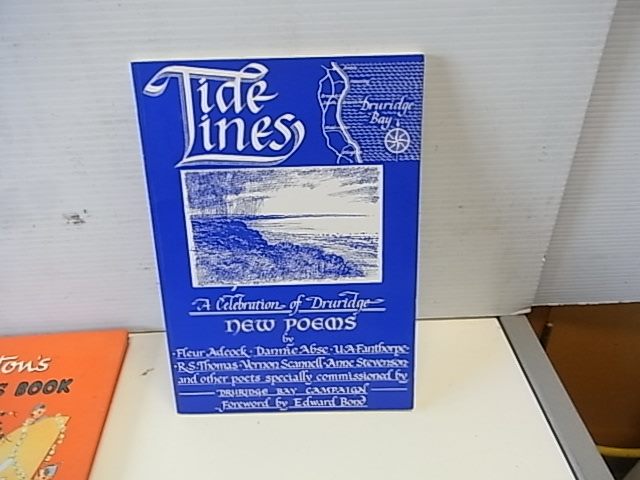 Tide
Lines
Druridge
Bay
A Celebration of Druridge
NEW POEMS
by
Fleur Adcock · Dannie Abse · U.A Fanthorpe
· R.S. Thomas · Vernon Scannell · Anne Stevenson
and other poets specially commissioned by
DRURIDGE BAY CAMPAIGN
Foreword by Edward Bond
BOOK